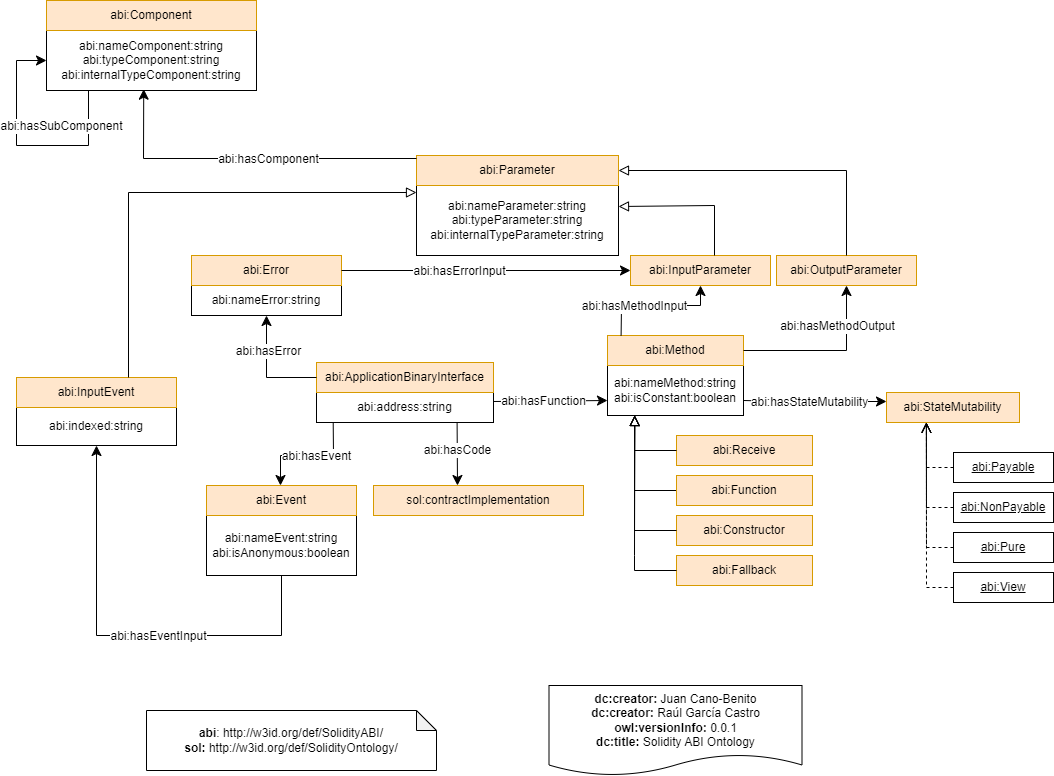 abi:Component
abi:nameComponent:string
abi:typeComponent:string
abi:internalTypeComponent:string
abi:hasSubComponent
abi:hasComponent
abi:Parameter
abi:nameParameter:string
abi:typeParameter:string
abi:internalTypeParameter:string
abi:Error
abi:nameError:string
abi:hasErrorInput
abi:InputParameter
abi:OutputParameter
abi:hasMethodInput
abi:hasMethodOutput
abi:hasError
abi:Method
abi:nameMethod:string
abi:isConstant:boolean
abi:InputEvent
abi:indexed:string
abi:ApplicationBinaryInterface
abi:address:string
abi:hasFunction
abi:hasStateMutability
abi:StateMutability
abi:hasEvent
abi:hasCode
abi:Receive
abi:Function
abi:Constructor
abi:Fallback
abi:Payable
abi:NonPayable
abi:Pure
abi:View
abi:Event
abi:nameEvent:string
abi:isAnonymous:boolean
sol:contractImplementation
abi:hasEventInput
abi: http://w3id.org/def/SolidityABI/
sol: http://w3id.org/def/SolidityOntology/
dc:creator: Juan Cano-Benito
dc:creator: Raúl García Castro
owl:versionInfo: 0.0.1
dc:title: Solidity ABI Ontology